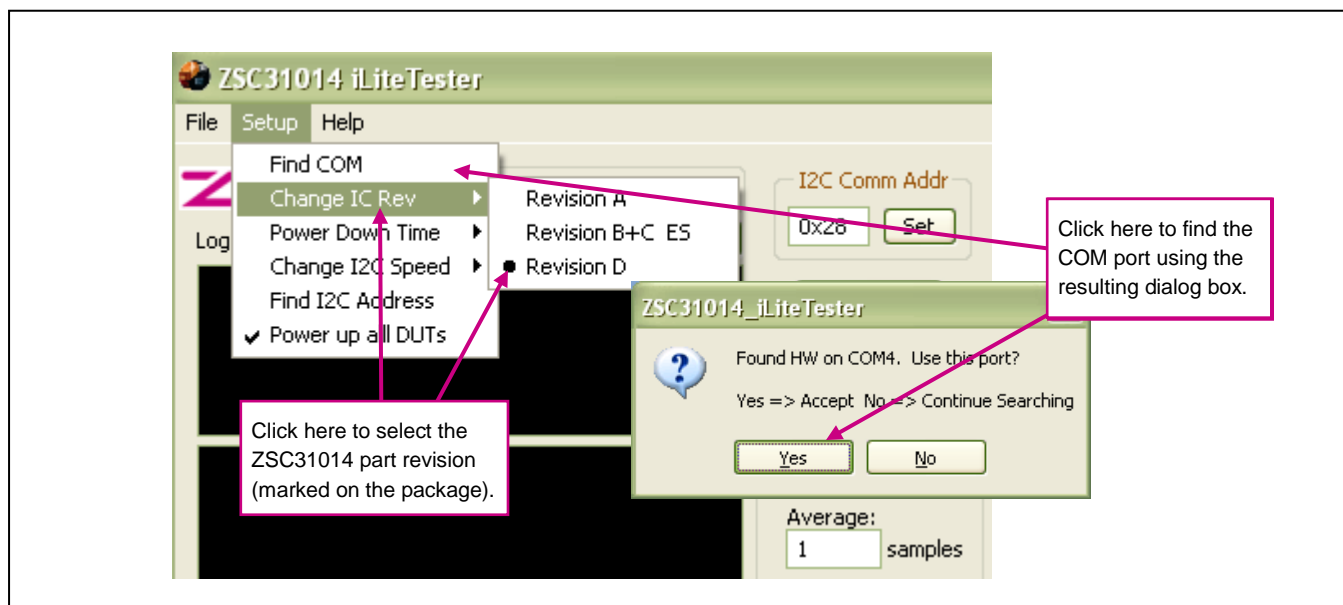 ZSC31014 iLiteTester
File Setup Help
Find COM
Change IC Rev
Power Down Time
Change I2C Speed
Find I2C Address
Power up all DUTs
Revision A
Revision B+C ES
Revision D
Log
I2C Comm Addr
0x28 Set
Click here to find the
COM port using the
resulting dialog box.
ZSC31014_iLiteTester
Found HW on COM4. Use this port?
Yes => Accept No => Continue Searching
Yes No
Click here to select the
ZSC31014 part revision
(marked on the package).
Average:
1 samples